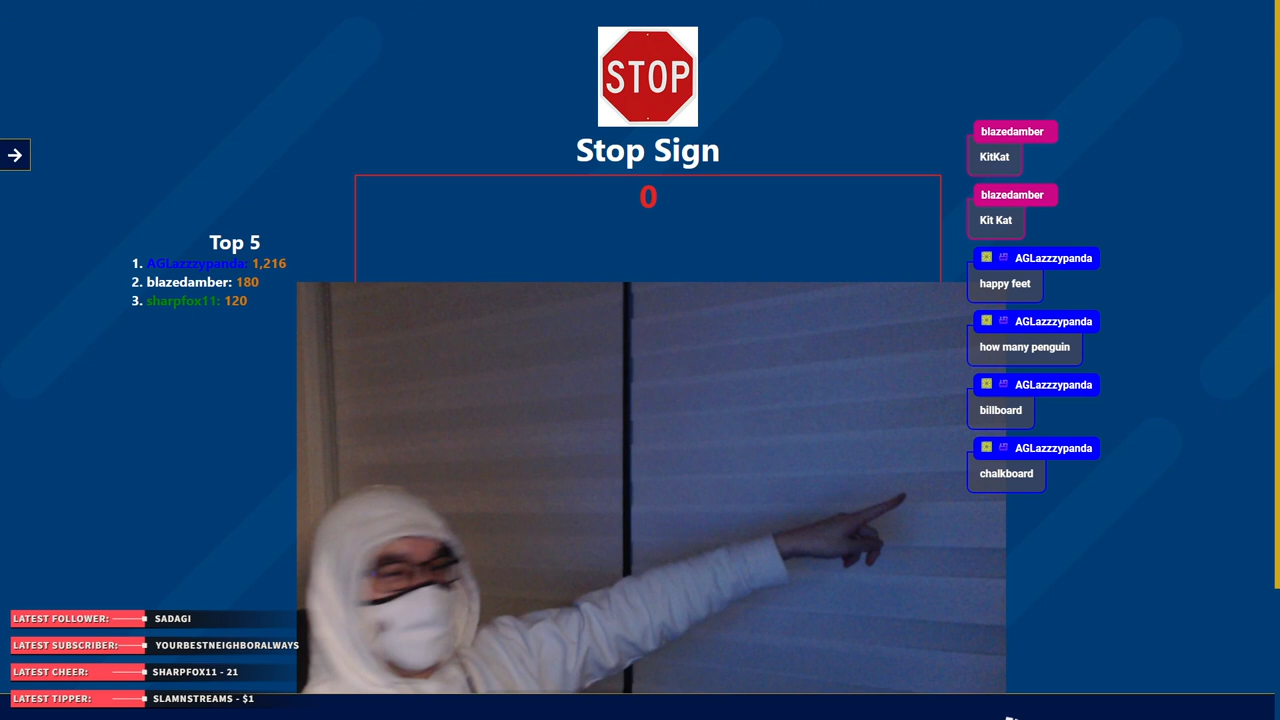 STOP
Stop Sign
0
Top 5
1. AGLazzzypanda: 1,216
2. blazedamber: 180
3. sharpfox11: 120
blazedamber
KitKat
blazedamber
Kit Kat
AGLazzzypanda
happy feet
AGLazzzypanda
how many penguin
AGLazzzypanda
billboard
AGLazzzypanda
chalkboard
LATEST FOLLOWER: SADAGI
LATEST SUBSCRIBER: YOURBESTNEIGHBORALWAYS
LATEST CHEER: SHARPFOX11 - 21
LATEST TIPPER: SLAMNSTREAMS - $1